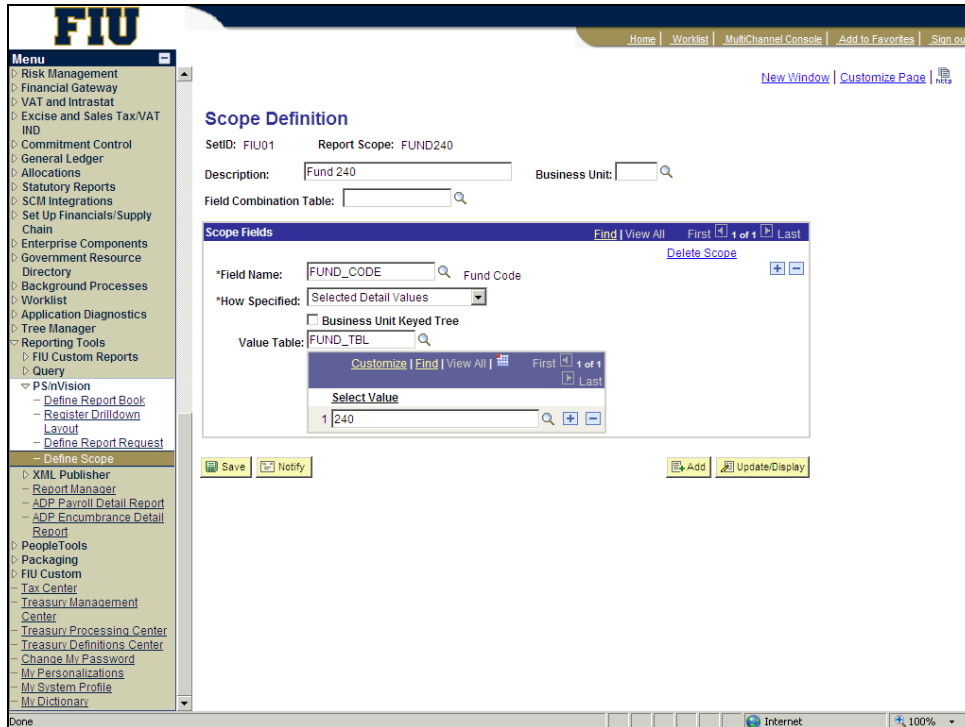 FIU
Home | Worklist | MultiChannel Console | Add to Favorites | Sign ou
Menu
Risk Management
Financial Gateway
VAT and Intrastat
Excise and Sales Tax/VAT
IND
Commitment Control
General Ledger
Allocations
Statutory Reports
SCM Integrations
Set Up Financials/Supply
Chain
Enterprise Components
Government Resource
Directory
Background Processes
Worklist
Application Diagnostics
Tree Manager
Reporting Tools
FIU Custom Reports
Query
PS/nVision
– Define Report Book
– Register Drilldown
Layout
– Define Report Request
– Define Scope
XML Publisher
– Report Manager
– ADP Payroll Detail Report
– ADP Encumbrance Detail
Report
PeopleTools
Packaging
FIU Custom
– Tax Center
– Treasury Management
Center
– Treasury Processing Center
– Treasury Definitions Center
– Change My Password
– My Personalizations
– My System Profile
– My Dictionary
New Window | Customize Page | http
Scope Definition
SetID: FIU01 Report Scope: FUND240
Description: Fund 240 Business Unit:
Field Combination Table:
Scope Fields Find | View All First 1 of 1 Last
Delete Scope
*Field Name: FUND_CODE Fund Code
*How Specified: Selected Detail Values
Business Unit Keyed Tree
Value Table: FUND_TBL
Customize | Find | View All | First 1 of 1
Last
Select Value
1 240
Save Notify Add Update/Display
Done Internet 100%